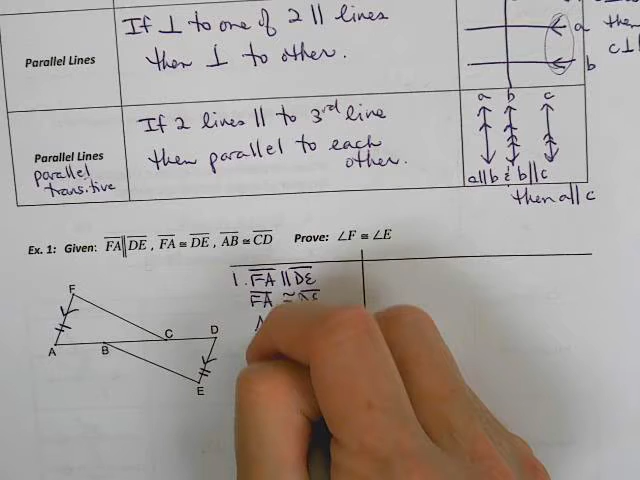 If ⊥ to one of 2 || lines
then ⊥ to other.
Parallel Lines
a
b
then
If 2 lines || to 3rd line
then parallel to each
other.
Parallel Lines
parallel
transitive
a b c
a||b & b||c
then a||c
Ex. 1: Given: FA||DE, FA ≅ DE, AB ≅ CD Prove: ∠F ≅ ∠E
1. FA || DE
FA ≅ DE
F
A
B
C
D
E